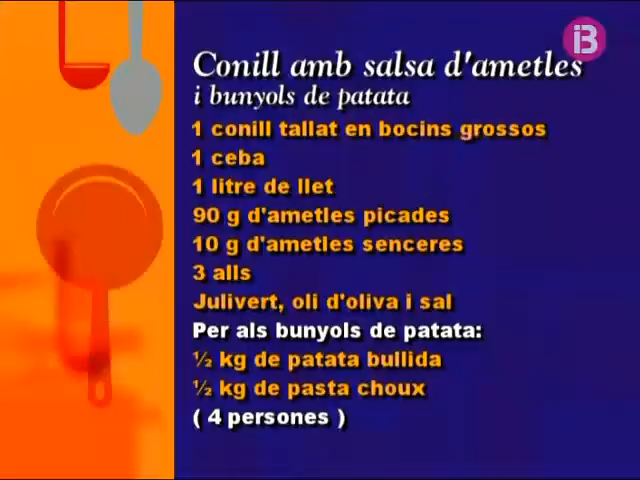 iB3
Conill amb salsa d'ametles
i bunyols de patata
1 conill tallat en bocins grossos
1 ceba
1 litre de llet
90 g d'ametles picades
10 g d'ametles senceres
3 alls
Julivert, oli d'oliva i sal
Per als bunyols de patata:
½ kg de patata bullida
½ kg de pasta choux
( 4 persones )